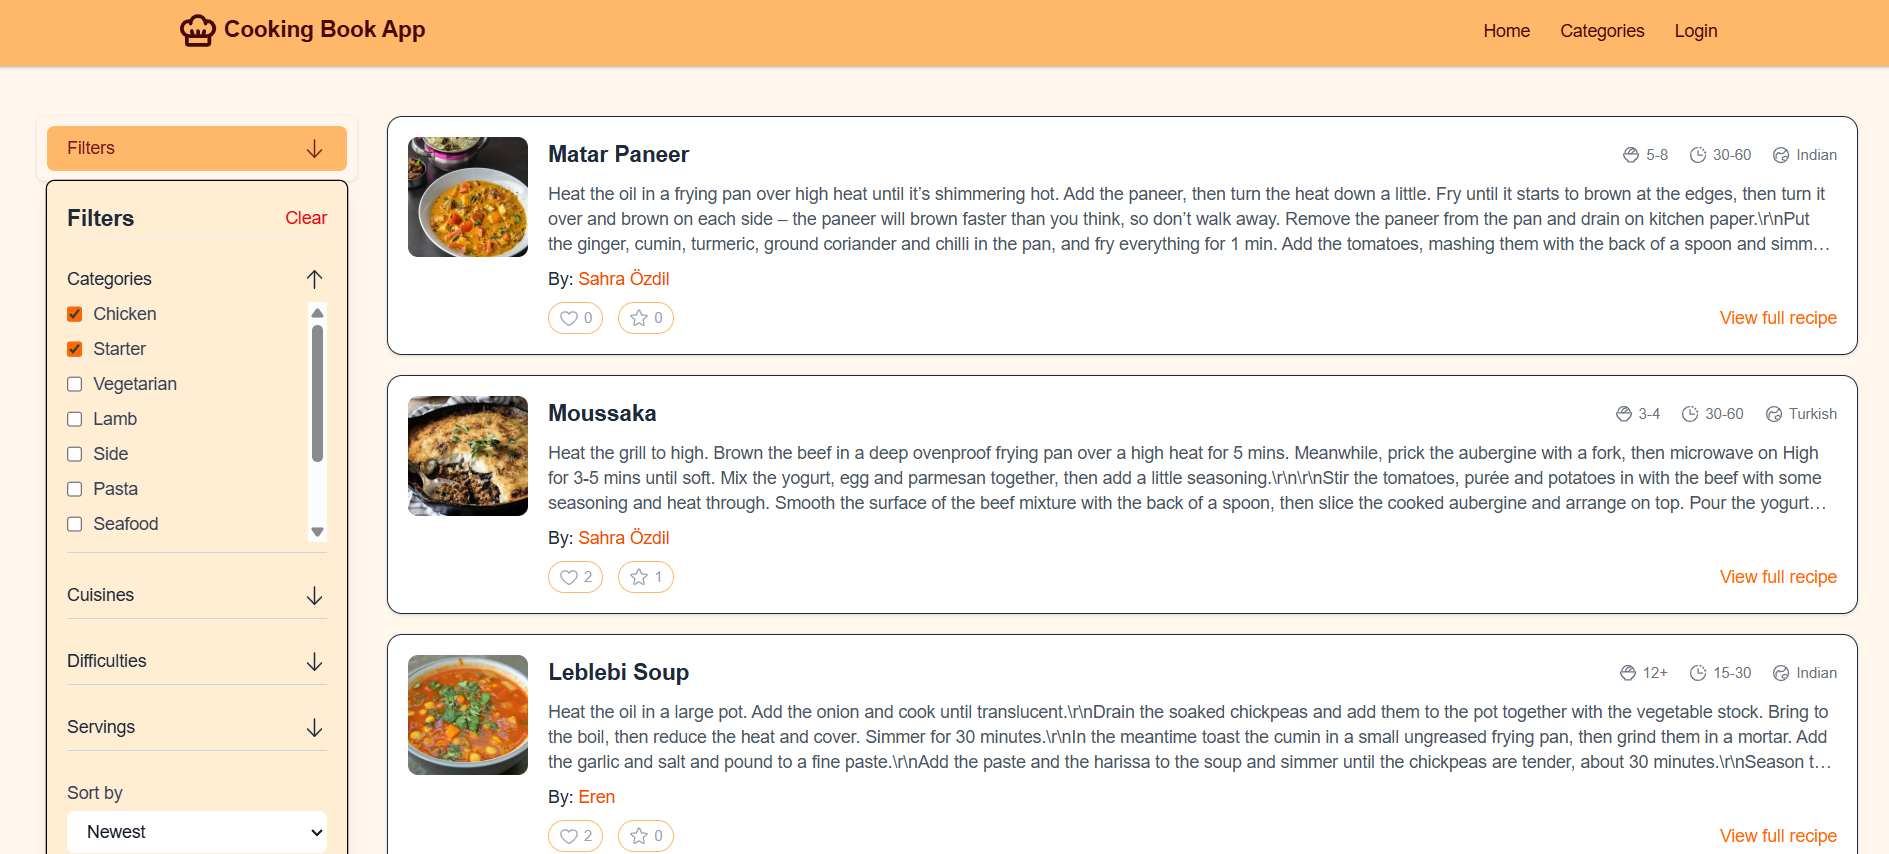 Cooking Book App
Home Categories Login
Filters
Filters Clear
Categories
Chicken
Starter
Vegetarian
Lamb
Side
Pasta
Seafood
Cuisines
Difficulties
Servings
Sort by
Newest
Matar Paneer 5-8 30-60 Indian
Heat the oil in a frying pan over high heat until it’s shimmering hot. Add the paneer, then turn the heat down a little. Fry until it starts to brown at the edges, then turn it
over and brown on each side – the paneer will brown faster than you think, so don’t walk away. Remove the paneer from the pan and drain on kitchen paper.\r\nPut
the ginger, cumin, turmeric, ground coriander and chilli in the pan, and fry everything for 1 min. Add the tomatoes, mashing them with the back of a spoon and simm…
By: Sahra Özdil
0 0 View full recipe
Moussaka 3-4 30-60 Turkish
Heat the grill to high. Brown the beef in a deep ovenproof frying pan over a high heat for 5 mins. Meanwhile, prick the aubergine with a fork, then microwave on High
for 3-5 mins until soft. Mix the yogurt, egg and parmesan together, then add a little seasoning.\r\n\r\nStir the tomatoes, purée and potatoes in with the beef with some
seasoning and heat through. Smooth the surface of the beef mixture with the back of a spoon, then slice the cooked aubergine and arrange on top. Pour the yogurt…
By: Sahra Özdil
2 1 View full recipe
Leblebi Soup 12+ 15-30 Indian
Heat the oil in a large pot. Add the onion and cook until translucent.\r\nDrain the soaked chickpeas and add them to the pot together with the vegetable stock. Bring to
the boil, then reduce the heat and cover. Simmer for 30 minutes.\r\nIn the meantime toast the cumin in a small ungreased frying pan, then grind them in a mortar. Add
the garlic and salt and pound to a fine paste.\r\nAdd the paste and the harissa to the soup and simmer until the chickpeas are tender, about 30 minutes.\r\nSeason t…
By: Eren
2 0 View full recipe